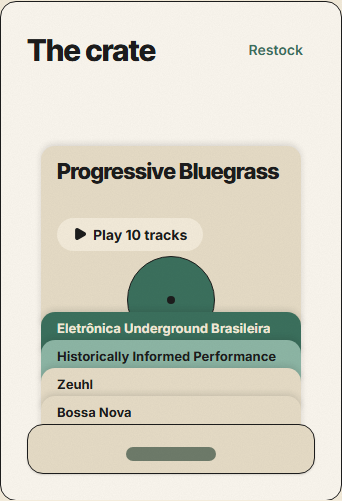 The crate
Restock
Progressive Bluegrass
Play 10 tracks
Eletrônica Underground Brasileira
Historically Informed Performance
Zeuhl
Bossa Nova